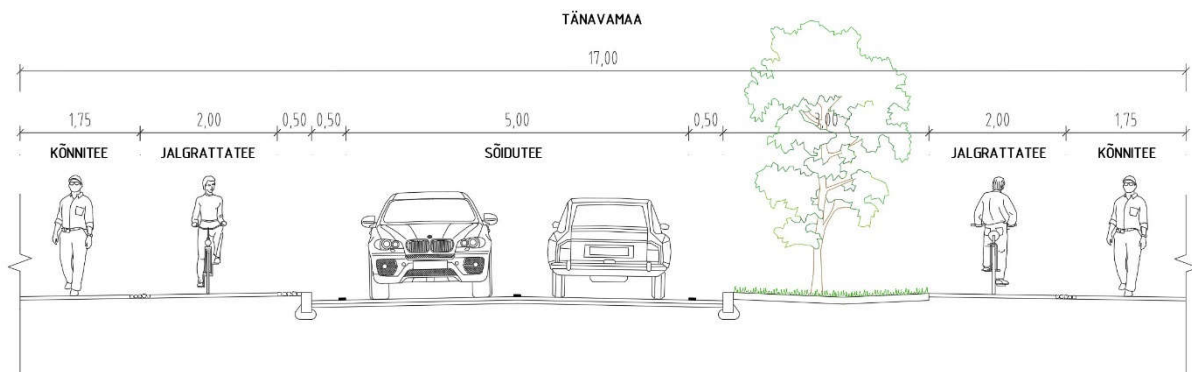 TÄNAVAMAA
17,00
1,75 2,00 0,50 0,50 5,00 0,50 3,00 2,00 1,75
KÕNNITEE JALGRATTATEE SÕIDUTEE JALGRATTATEE KÕNNITEE